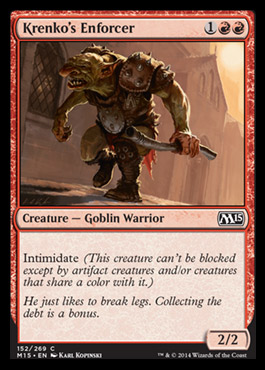 Krenko's Enforcer 1
Creature — Goblin Warrior M15
Intimidate (This creature can't be blocked
except by artifact creatures and/or creatures
that share a color with it.)
He just likes to break legs. Collecting the
debt is a bonus.
2/2
152/269 C
M15 • EN KARL KOPINSKI ™ & © 2014 Wizards of the Coast